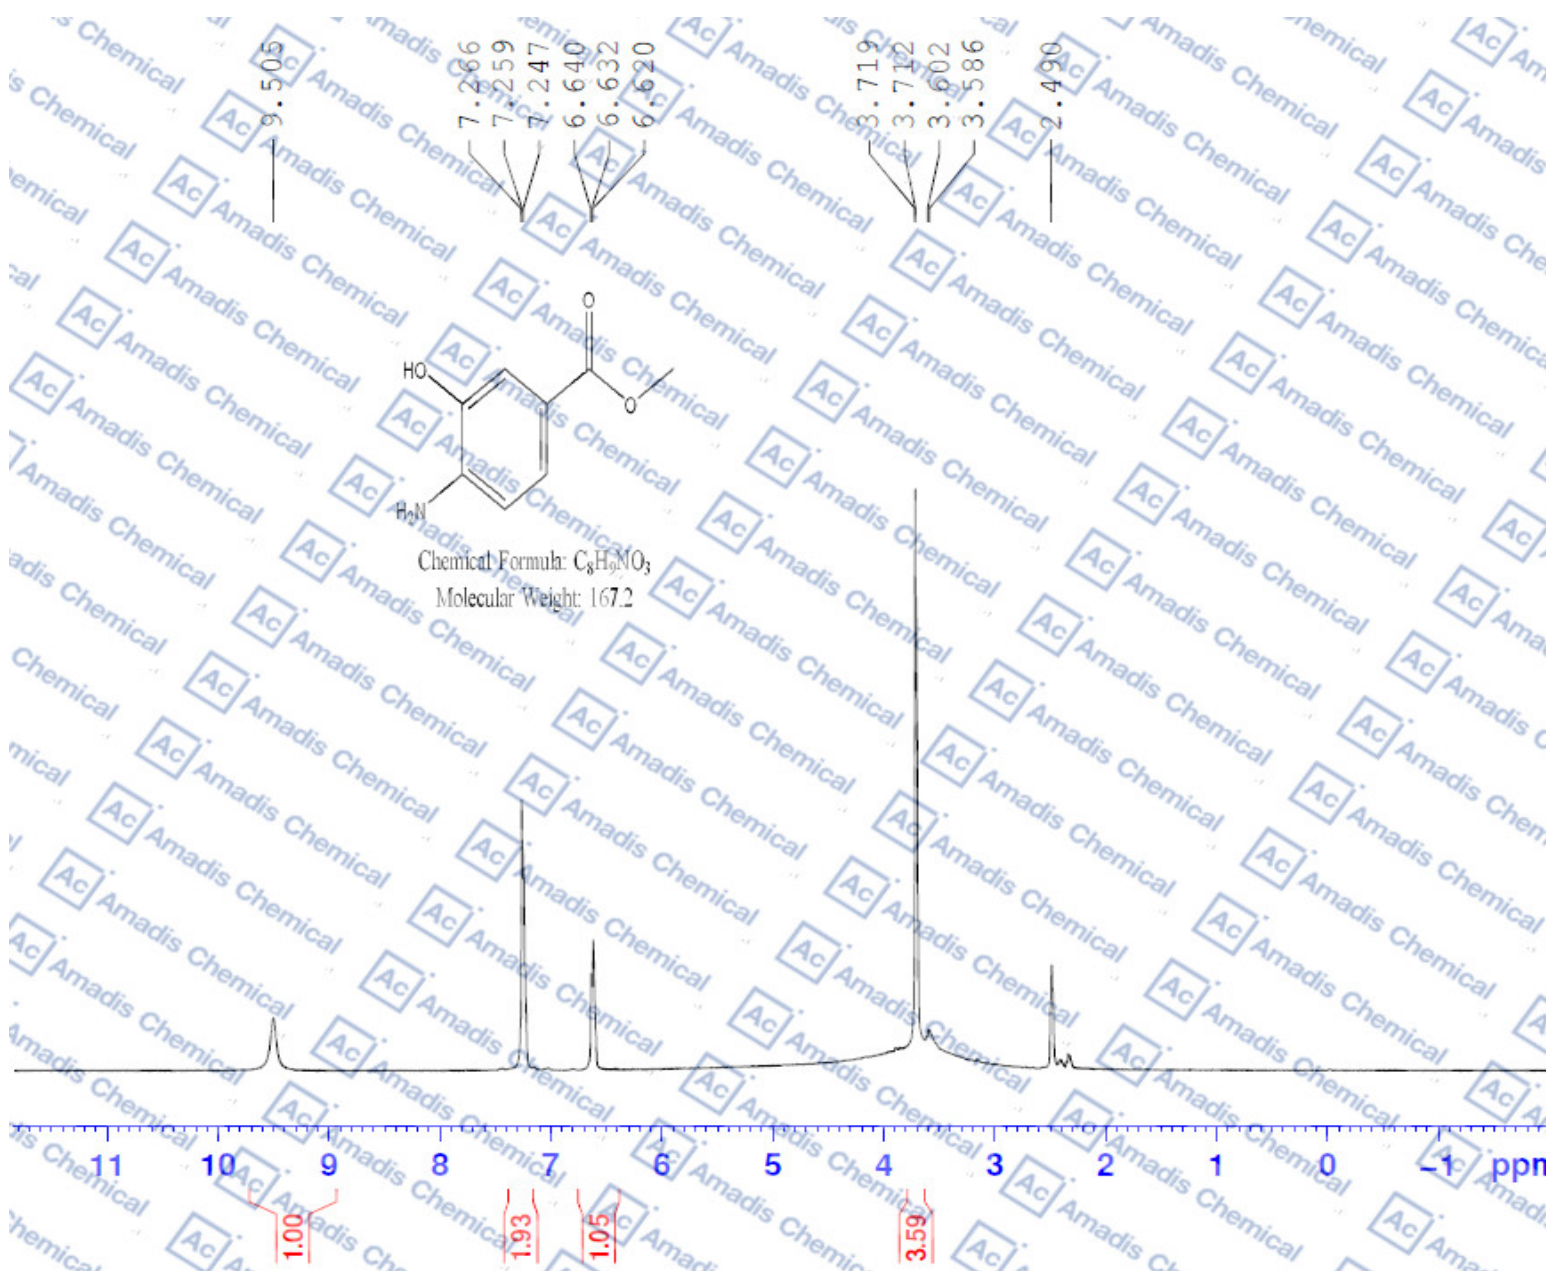 9.505
7.266
7.259
7.247
6.640
6.632
6.620
3.719
3.712
3.602
3.586
2.490
O
HO
O
H₂N
Chemical Formula: C₈H₉NO₃
Molecular Weight: 167.2
11 10 9 8 7 6 5 4 3 2 1 0 -1 ppm
1.00
1.93
1.05
3.59
Ac Amadis Chemical